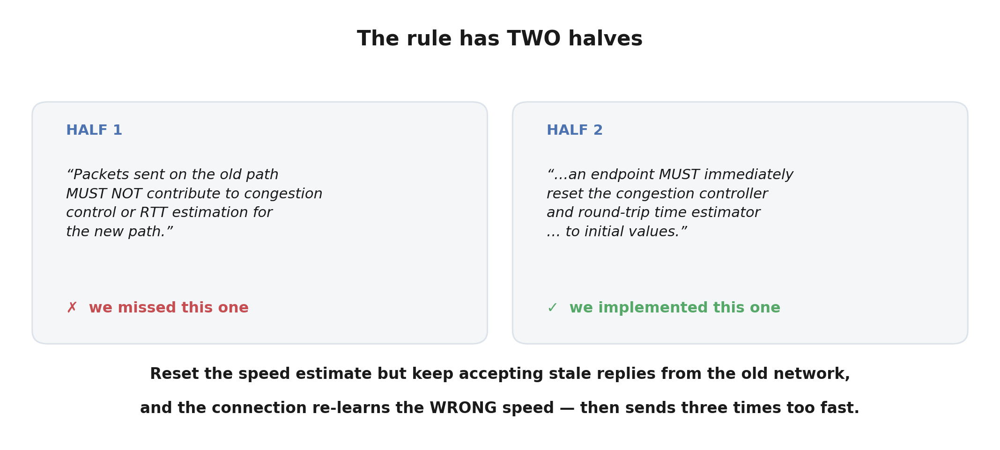 The rule has TWO halves
HALF 1
“Packets sent on the old path
MUST NOT contribute to congestion
control or RTT estimation for
the new path.”
✗ we missed this one
HALF 2
“…an endpoint MUST immediately
reset the congestion controller
and round-trip time estimator
… to initial values.”
✓ we implemented this one
Reset the speed estimate but keep accepting stale replies from the old network,
and the connection re-learns the WRONG speed — then sends three times too fast.